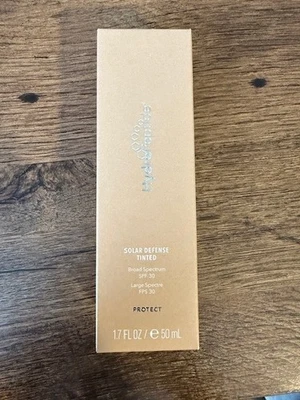 HydroPeptide
SOLAR DEFENSE
TINTED
Broad Spectrum
SPF 30
Large Spectre
FPS 30
PROTECT
1.7 FL OZ / ℮ 50 mL